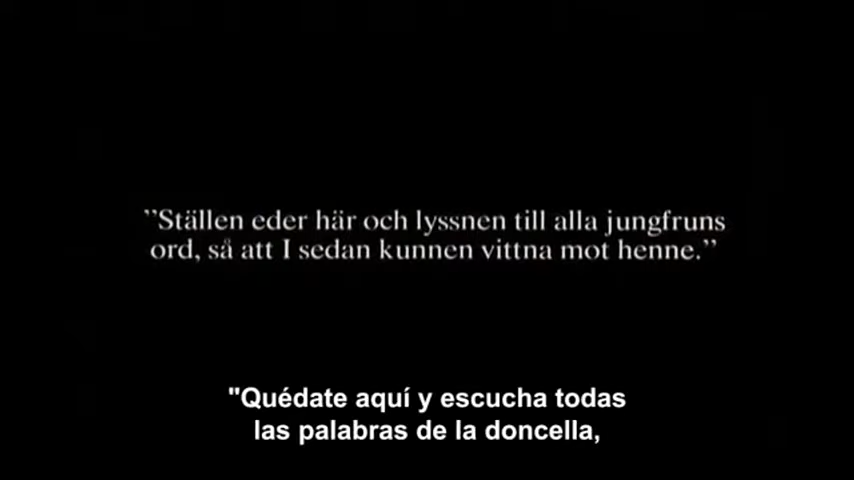 ”Ställen eder här och lyssnen till alla jungfruns
ord, så att I sedan kunnen vittna mot henne.”
"Quédate aquí y escucha todas
las palabras de la doncella,